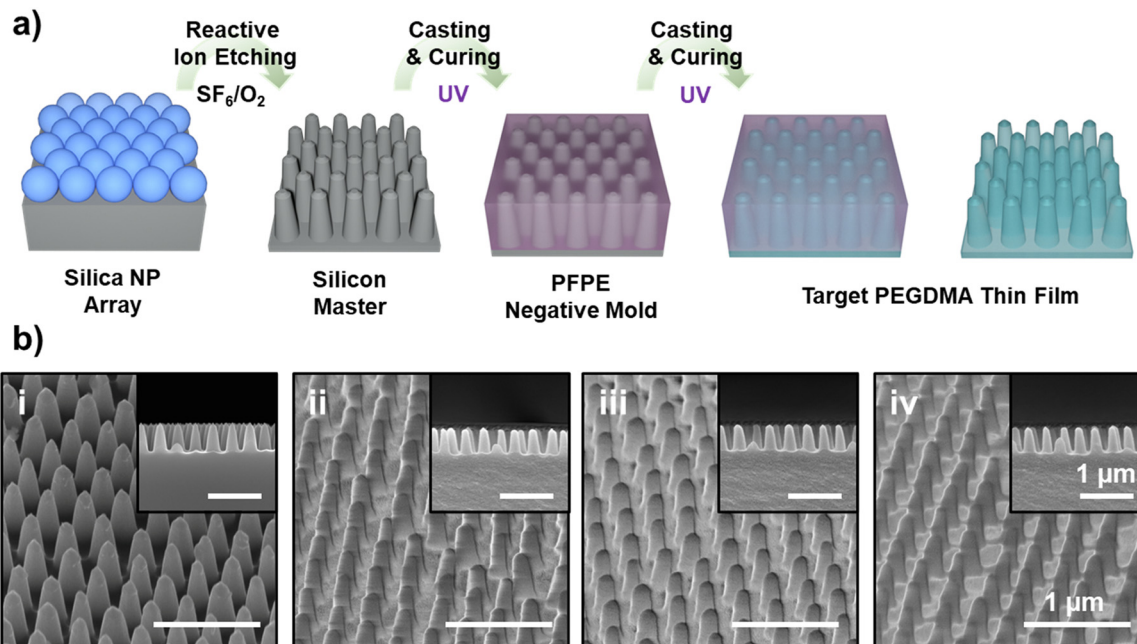 a)
Reactive
Ion Etching
SF₆/O₂
Casting
& Curing
UV
Casting
& Curing
UV
Silica NP
Array
Silicon
Master
PFPE
Negative Mold
Target PEGDMA Thin Film
b)
i
ii
iii
iv
1 μm
1 μm